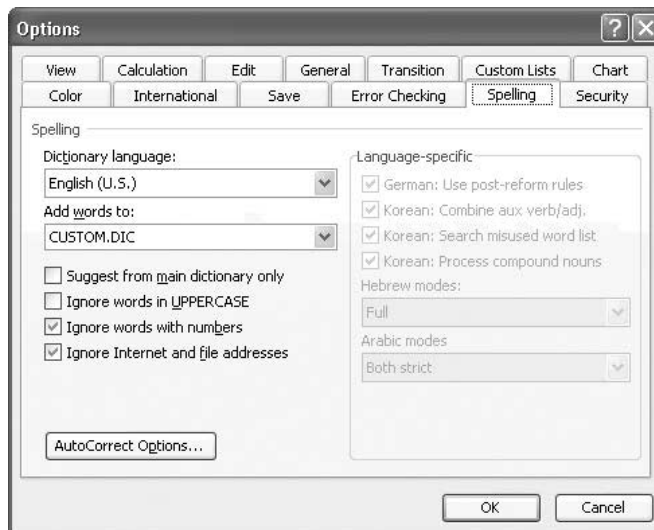 Options
View Calculation Edit General Transition Custom Lists Chart
Color International Save Error Checking Spelling Security
Spelling
Dictionary language:
English (U.S.)
Add words to:
CUSTOM.DIC
Suggest from main dictionary only
Ignore words in UPPERCASE
Ignore words with numbers
Ignore Internet and file addresses
AutoCorrect Options...
Language-specific
German: Use post-reform rules
Korean: Combine aux verb/adj.
Korean: Search misused word list
Korean: Process compound nouns
Hebrew modes:
Full
Arabic modes
Both strict
OK Cancel